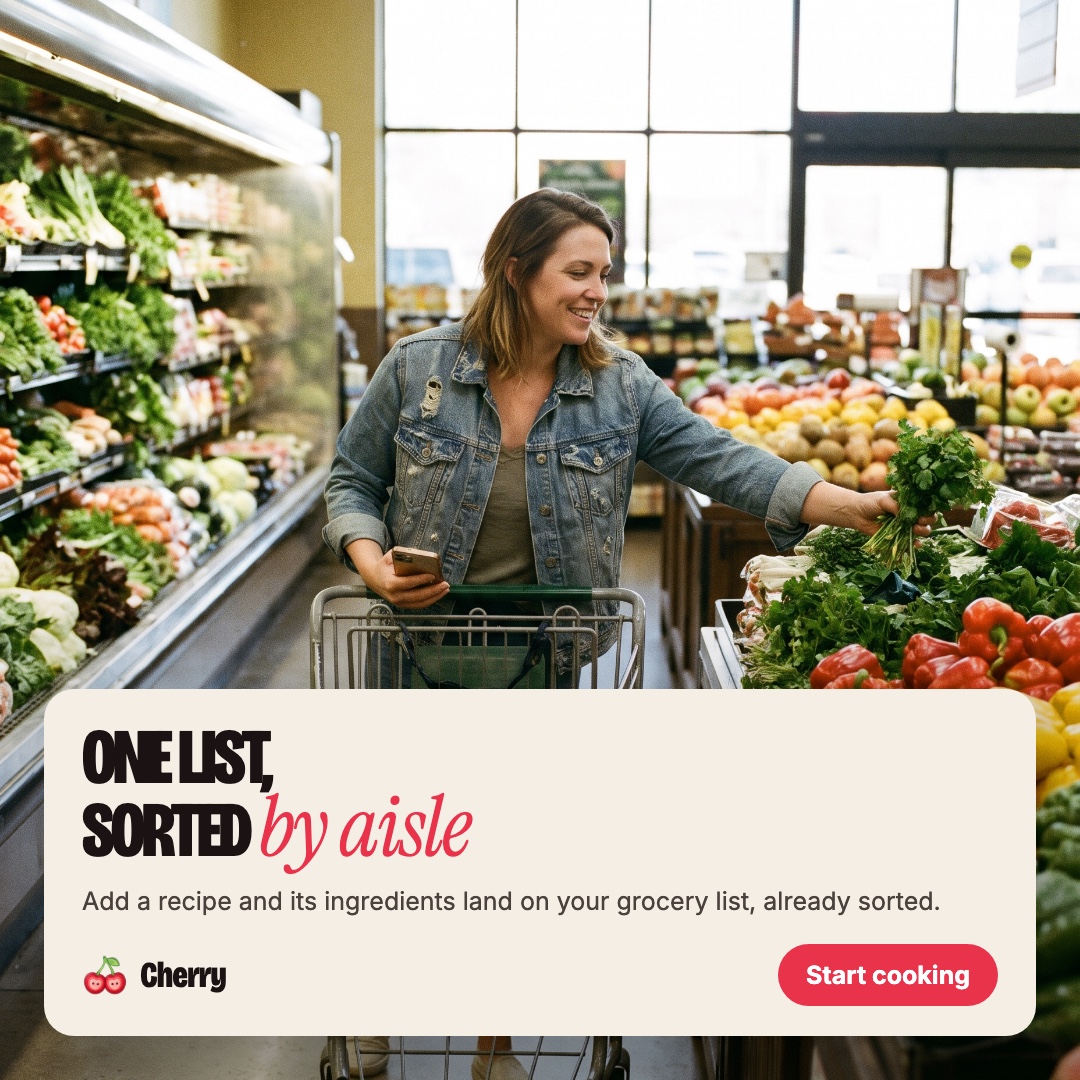 ONE LIST,
SORTED by aisle
Add a recipe and its ingredients land on your grocery list, already sorted.
Cherry
Start cooking